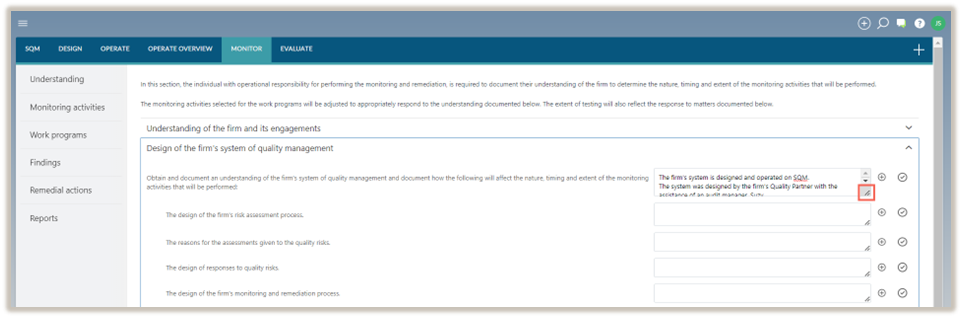 ? JS
SQM DESIGN OPERATE OPERATE OVERVIEW MONITOR EVALUATE
Understanding
Monitoring activities
Work programs
Findings
Remedial actions
Reports
In this section, the individual with operational responsibility for performing the monitoring and remediation, is required to document their understanding of the firm to determine the nature, timing and extent of the monitoring activities that will be performed.
The monitoring activities selected for the work programs will be adjusted to appropriately respond to the understanding documented below. The extent of testing will also reflect the response to matters documented below.
Understanding of the firm and its engagements
Design of the firm's system of quality management
Obtain and document an understanding of the firm's system of quality management and document how the following will affect the nature, timing and extent of the monitoring
activities that will be performed:
The firm's system is designed and operated on SQM.
The system was designed by the firm's Quality Partner with the
assistance of an audit manager, Suzy
The design of the firm's risk assessment process.
The reasons for the assessments given to the quality risks.
The design of responses to quality risks.
The design of the firm's monitoring and remediation process.